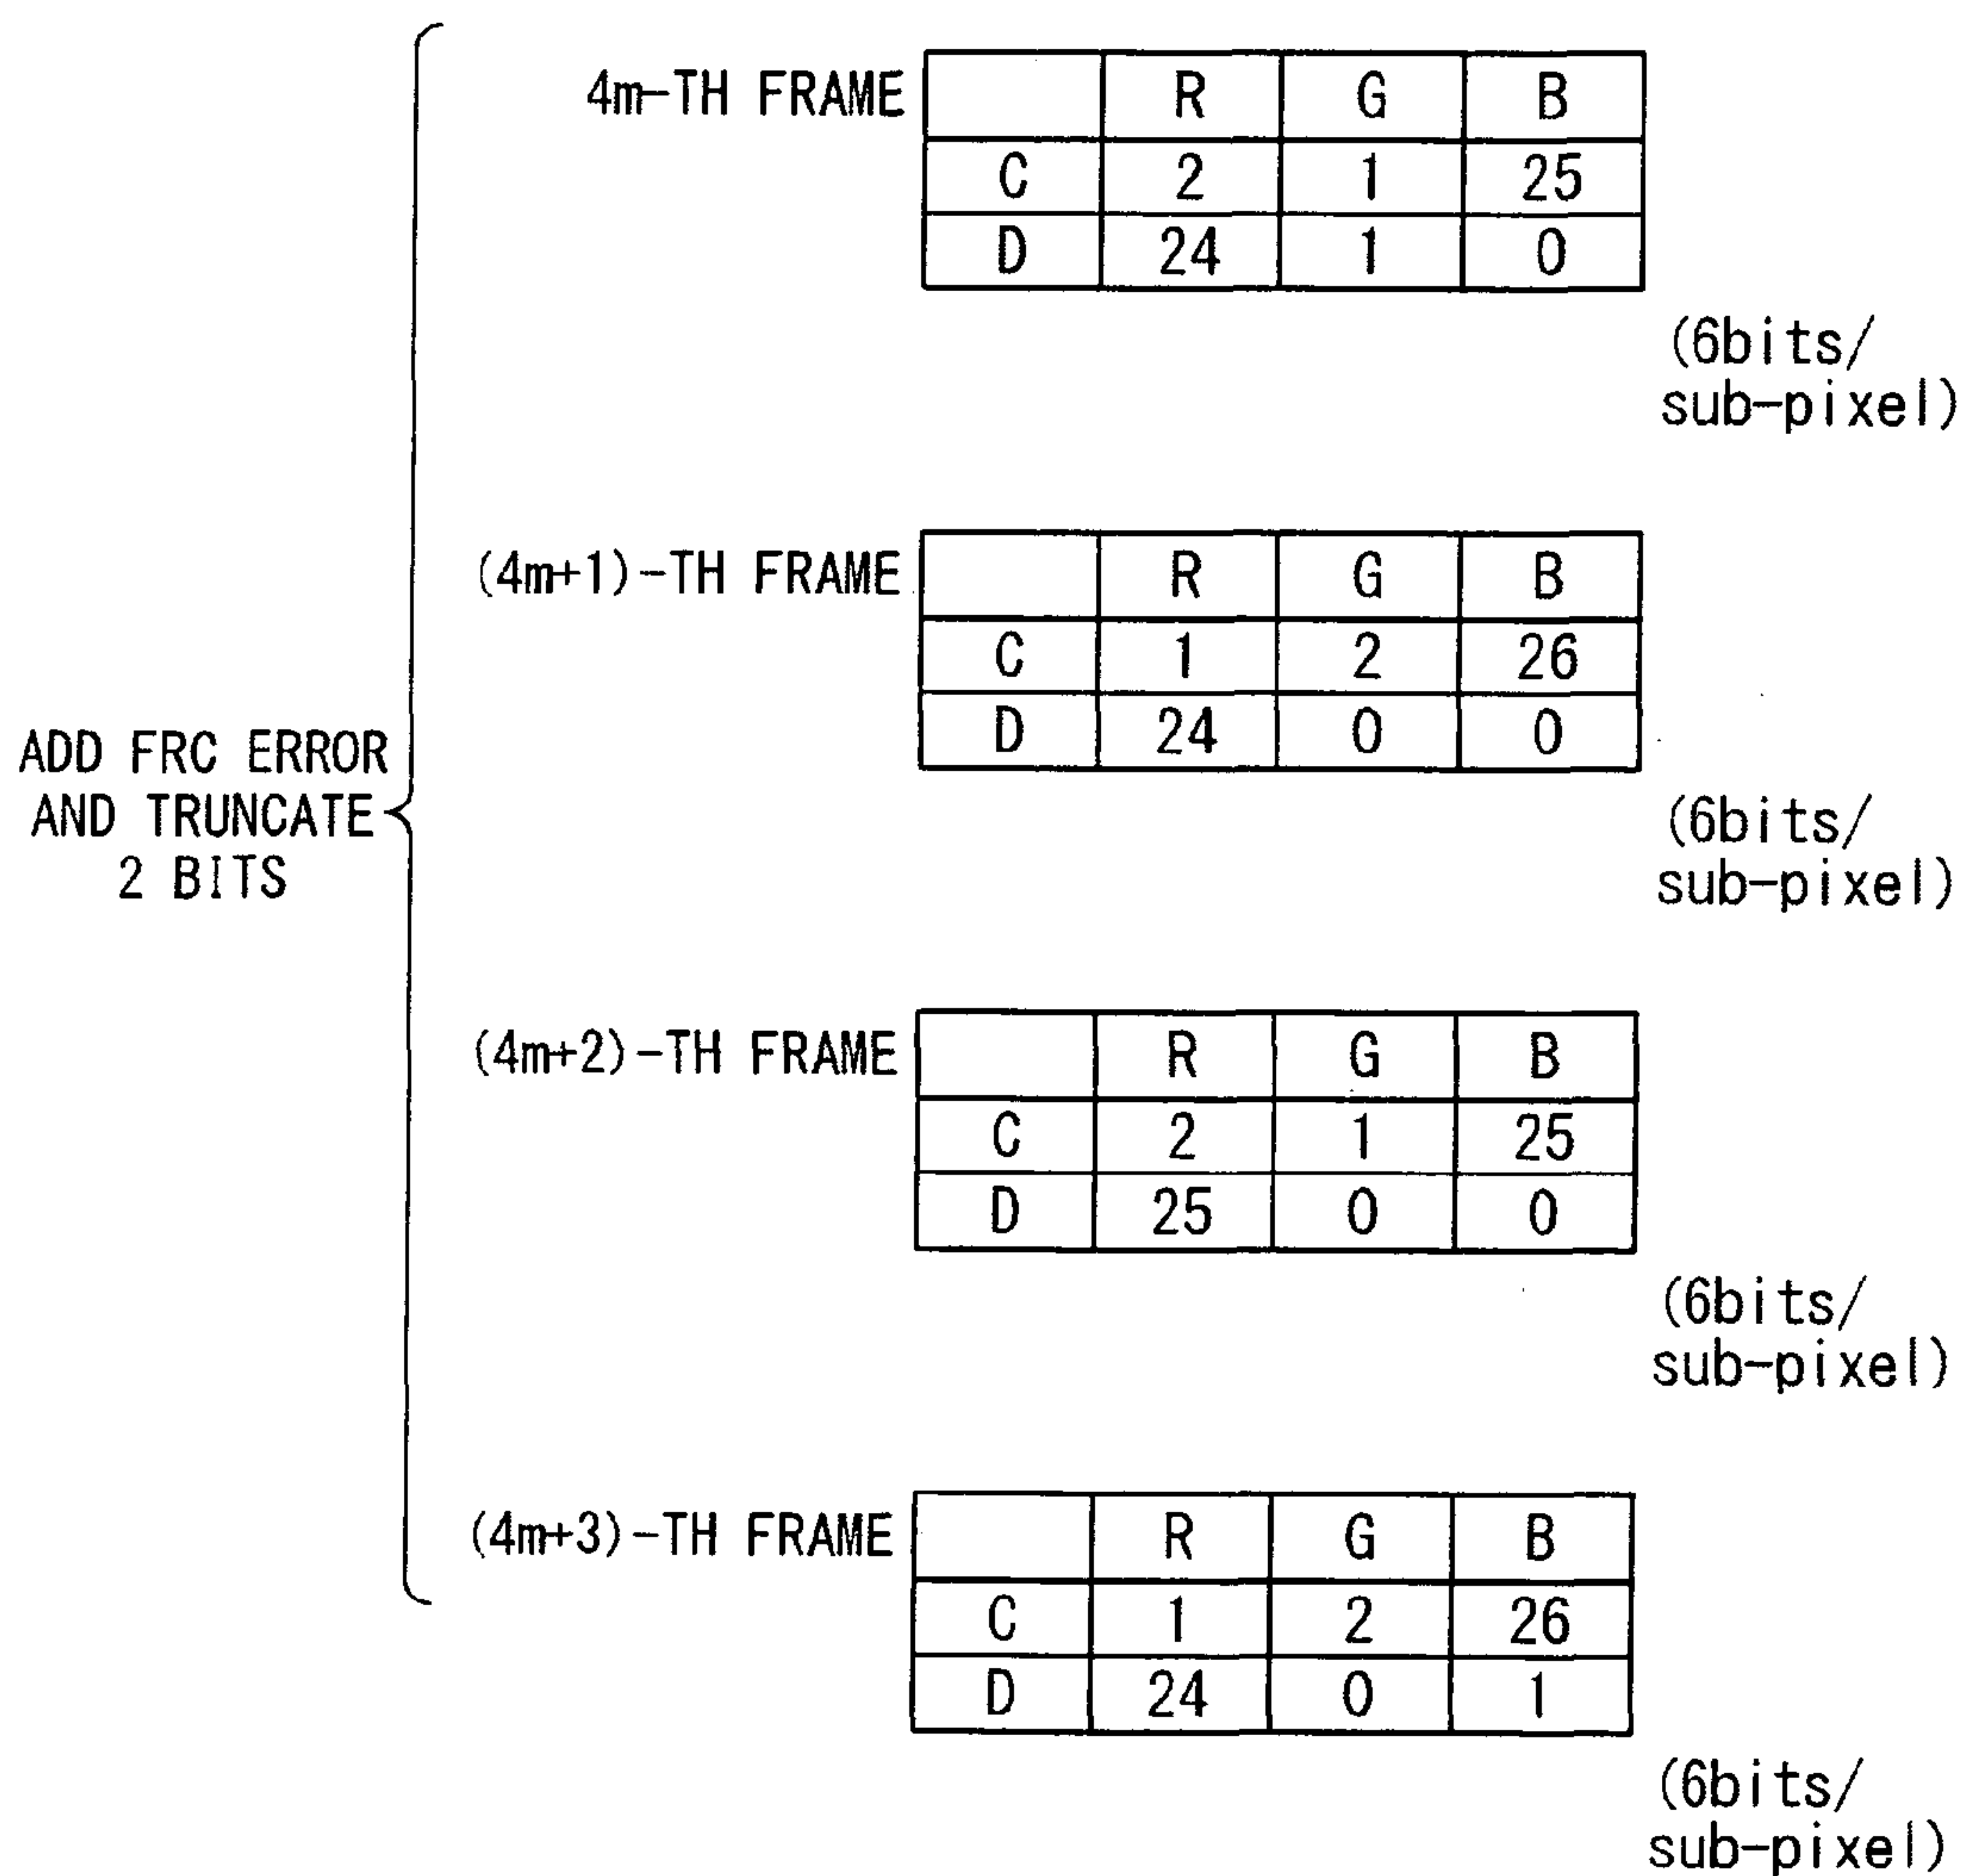 4m-TH FRAME
R G B
C 2 1 25
D 24 1 0
(6bits/
sub-pixel)
(4m+1)-TH FRAME
R G B
C 1 2 26
D 24 0 0
(6bits/
sub-pixel)
ADD FRC ERROR
AND TRUNCATE
2 BITS
(4m+2)-TH FRAME
R G B
C 2 1 25
D 25 0 0
(6bits/
sub-pixel)
(4m+3)-TH FRAME
R G B
C 1 2 26
D 24 0 1
(6bits/
sub-pixel)